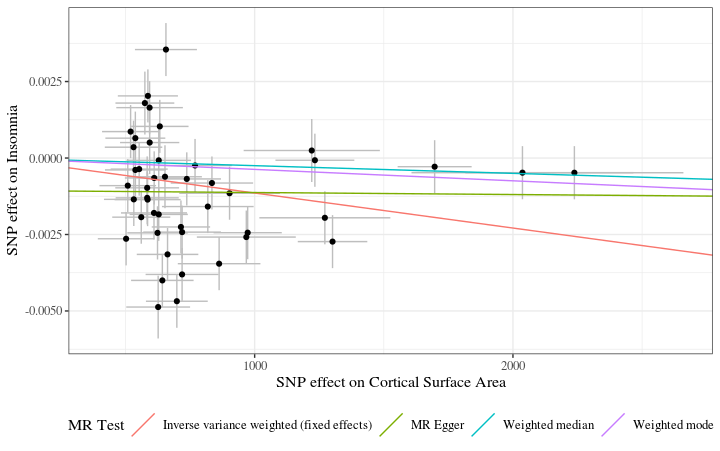 SNP effect on Insomnia
0.0025
0.0000
-0.0025
-0.0050
1000 2000
SNP effect on Cortical Surface Area
MR Test Inverse variance weighted (fixed effects) MR Egger Weighted median Weighted mode